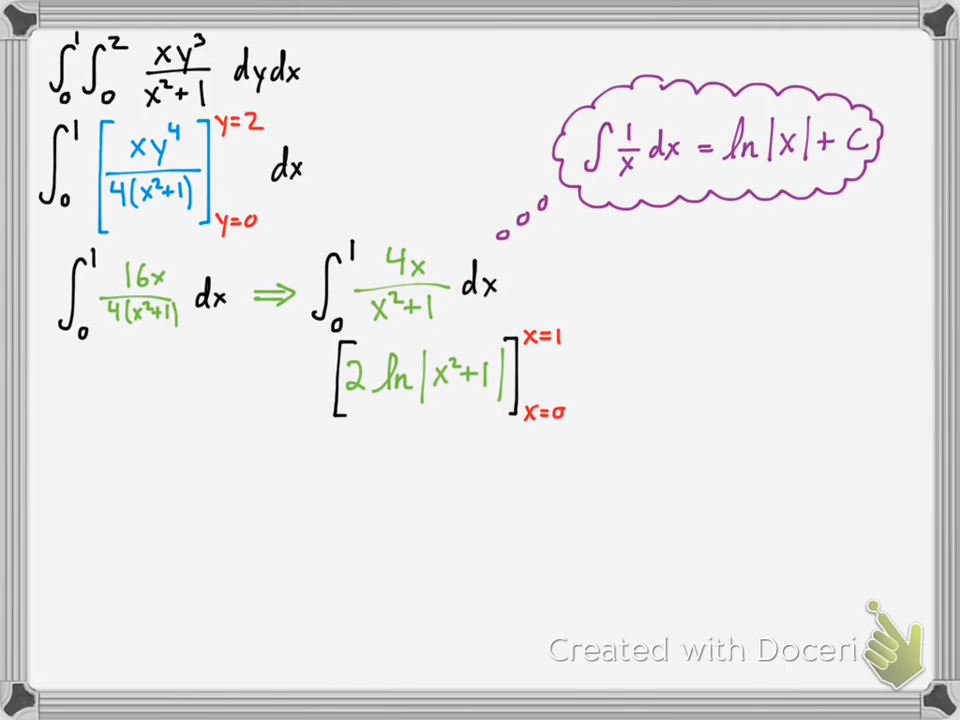 ∫₀¹ ∫₀² xy³/(x²+1) dydx
∫₀¹ [xy⁴/(4(x²+1))] y=2 y=0 dx
∫ 1/x dx = ln|x| + C
∫₀¹ 16x/(4(x²+1)) dx ⇒ ∫₀¹ 4x/(x²+1) dx
[2 ln|x²+1|] x=1 x=0
Created with Doceri